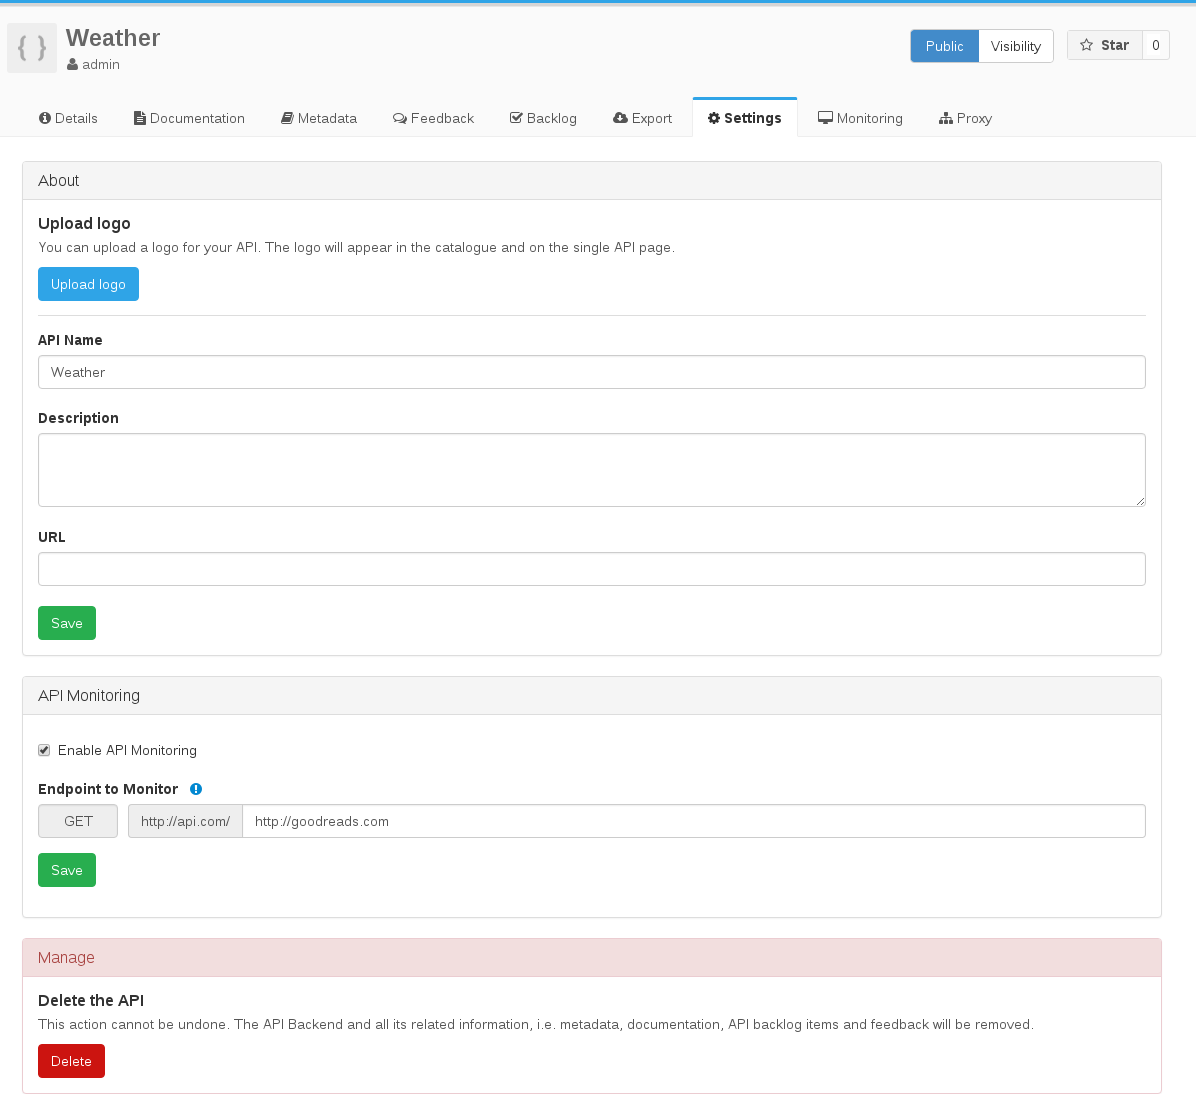 { }
Weather
admin
Public Visibility Star 0
Details Documentation Metadata Feedback Backlog Export Settings Monitoring Proxy
About
Upload logo
You can upload a logo for your API. The logo will appear in the catalogue and on the single API page.
Upload logo
API Name
Weather
Description
URL
Save
API Monitoring
Enable API Monitoring
Endpoint to Monitor
GET http://api.com/ http://goodreads.com
Save
Manage
Delete the API
This action cannot be undone. The API Backend and all its related information, i.e. metadata, documentation, API backlog items and feedback will be removed.
Delete